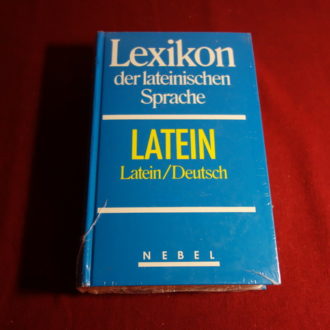 Lexikon
der lateinischen
Sprache
LATEIN
Latein/Deutsch
NEBEL